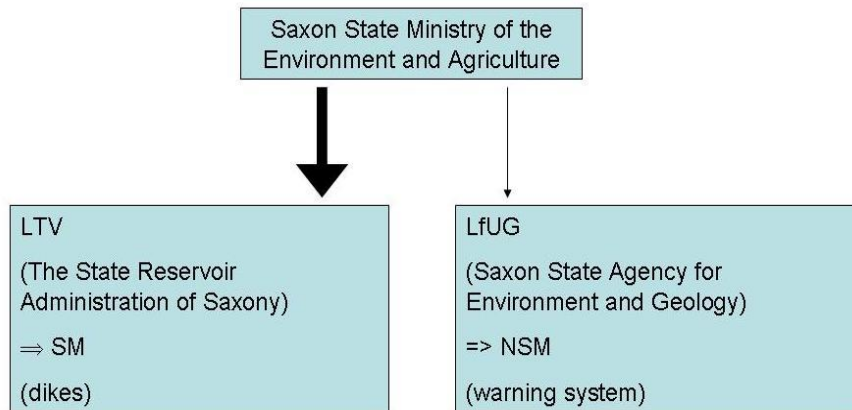 Saxon State Ministry of the
Environment and Agriculture
LTV
(The State Reservoir
Administration of Saxony)
⇒ SM
(dikes)
LfUG
(Saxon State Agency for
Environment and Geology)
=> NSM
(warning system)